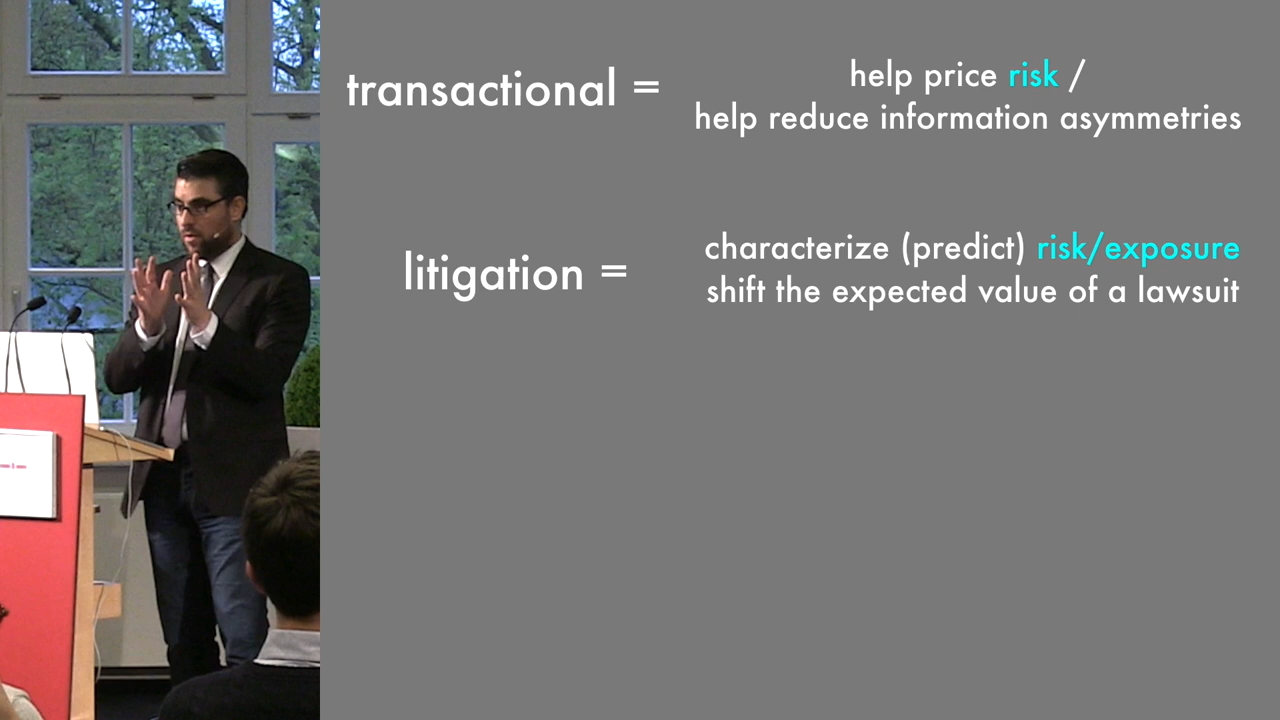 transactional =
help price risk /
help reduce information asymmetries
litigation =
characterize (predict) risk/exposure
shift the expected value of a lawsuit